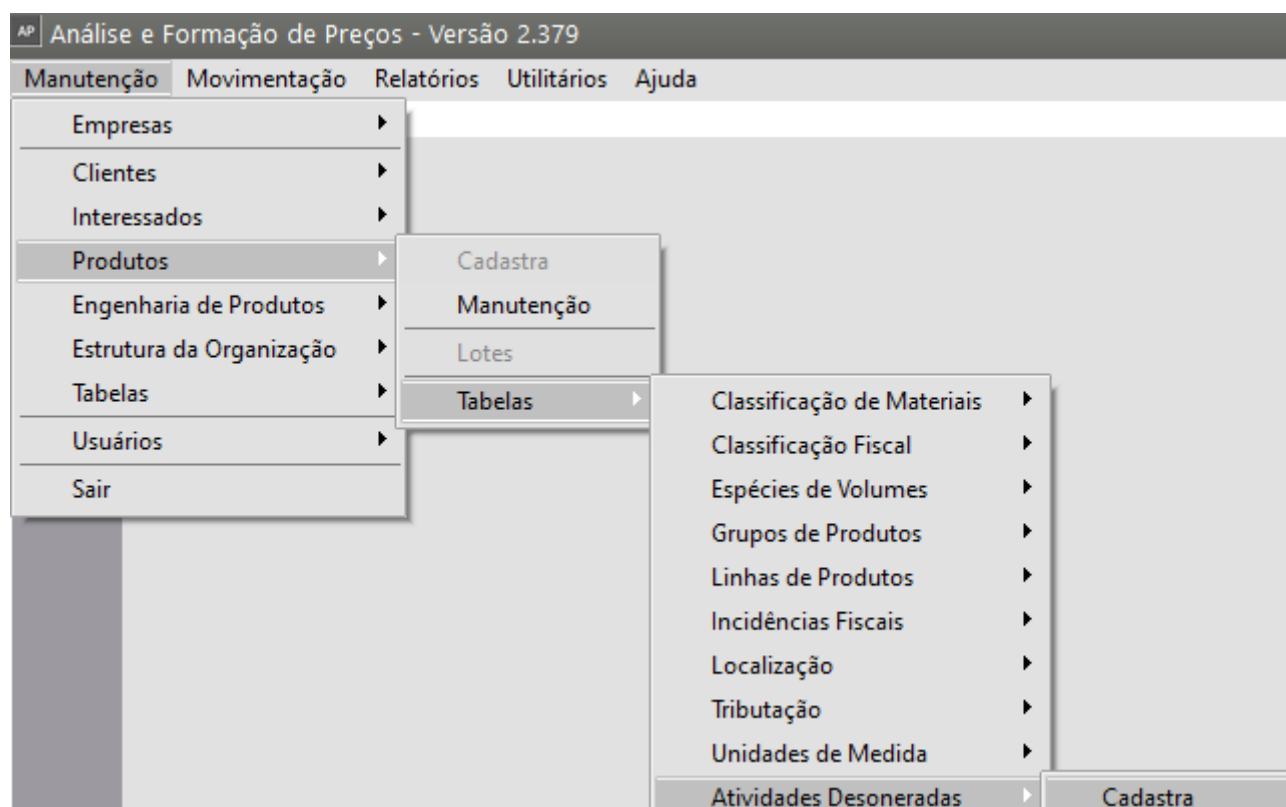 AP Análise e Formação de Preços - Versão 2.379
Manutenção Movimentação Relatórios Utilitários Ajuda
Empresas
Clientes
Interessados
Produtos
Engenharia de Produtos
Estrutura da Organização
Tabelas
Usuários
Sair
Cadastra
Manutenção
Lotes
Tabelas
Classificação de Materiais
Classificação Fiscal
Espécies de Volumes
Grupos de Produtos
Linhas de Produtos
Incidências Fiscais
Localização
Tributação
Unidades de Medida
Atividades Desoneradas
Cadastra